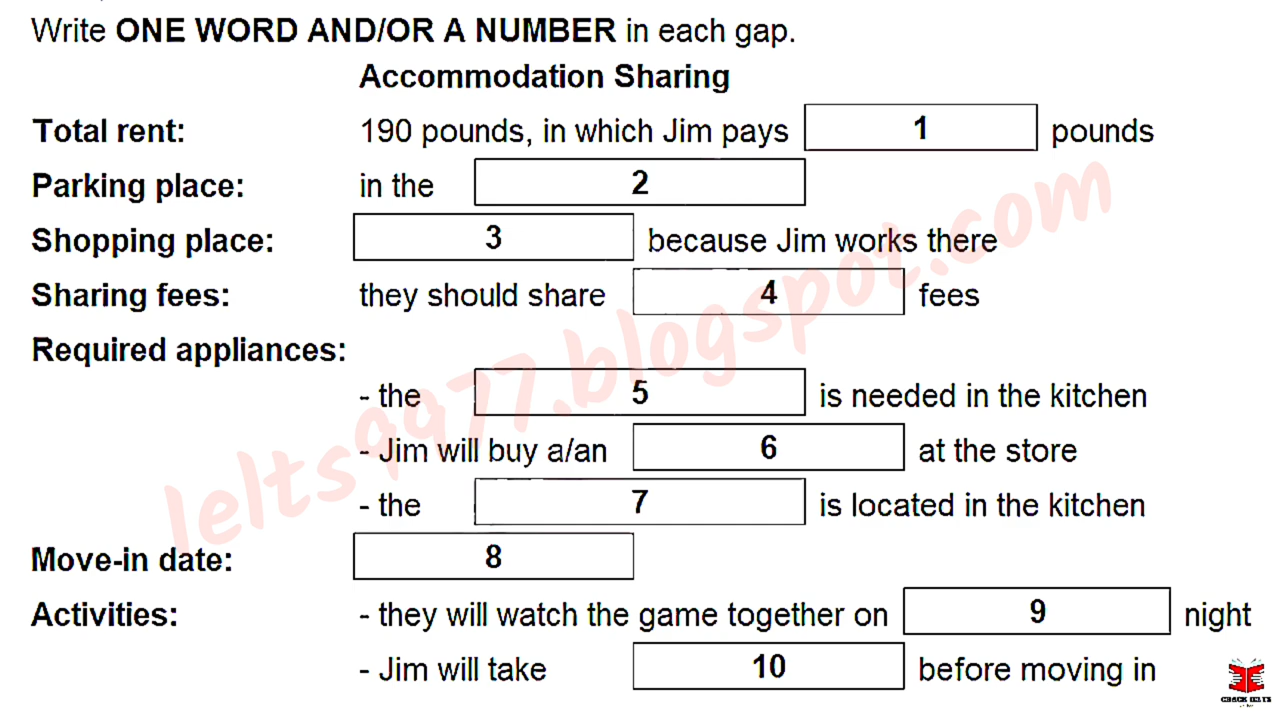 Write ONE WORD AND/OR A NUMBER in each gap.
Accommodation Sharing
Total rent: 190 pounds, in which Jim pays 1 pounds
Parking place: in the 2
Shopping place: 3 because Jim works there
Sharing fees: they should share 4 fees
Required appliances:
- the 5 is needed in the kitchen
- Jim will buy a/an 6 at the store
- the 7 is located in the kitchen
Move-in date: 8
Activities: - they will watch the game together on 9 night
- Jim will take 10 before moving in
Ielts9977.blogspot.com
CRACK IELTS